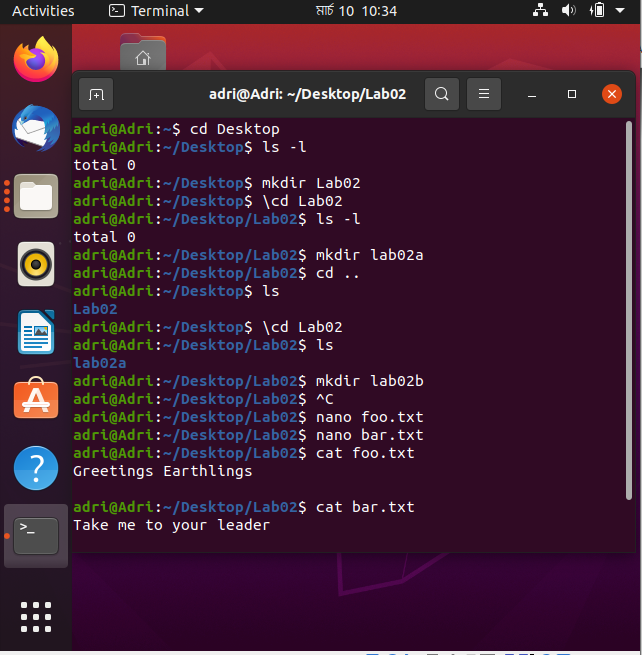 Activities Terminal মার্চ 10 10:34
adri@Adri: ~/Desktop/Lab02
adri@Adri:~$ cd Desktop
adri@Adri:~/Desktop$ ls -l
total 0
adri@Adri:~/Desktop$ mkdir Lab02
adri@Adri:~/Desktop$ \cd Lab02
adri@Adri:~/Desktop/Lab02$ ls -l
total 0
adri@Adri:~/Desktop/Lab02$ mkdir lab02a
adri@Adri:~/Desktop/Lab02$ cd ..
adri@Adri:~/Desktop$ ls
Lab02
adri@Adri:~/Desktop$ \cd Lab02
adri@Adri:~/Desktop/Lab02$ ls
lab02a
adri@Adri:~/Desktop/Lab02$ mkdir lab02b
adri@Adri:~/Desktop/Lab02$ ^C
adri@Adri:~/Desktop/Lab02$ nano foo.txt
adri@Adri:~/Desktop/Lab02$ nano bar.txt
adri@Adri:~/Desktop/Lab02$ cat foo.txt
Greetings Earthlings
adri@Adri:~/Desktop/Lab02$ cat bar.txt
Take me to your leader